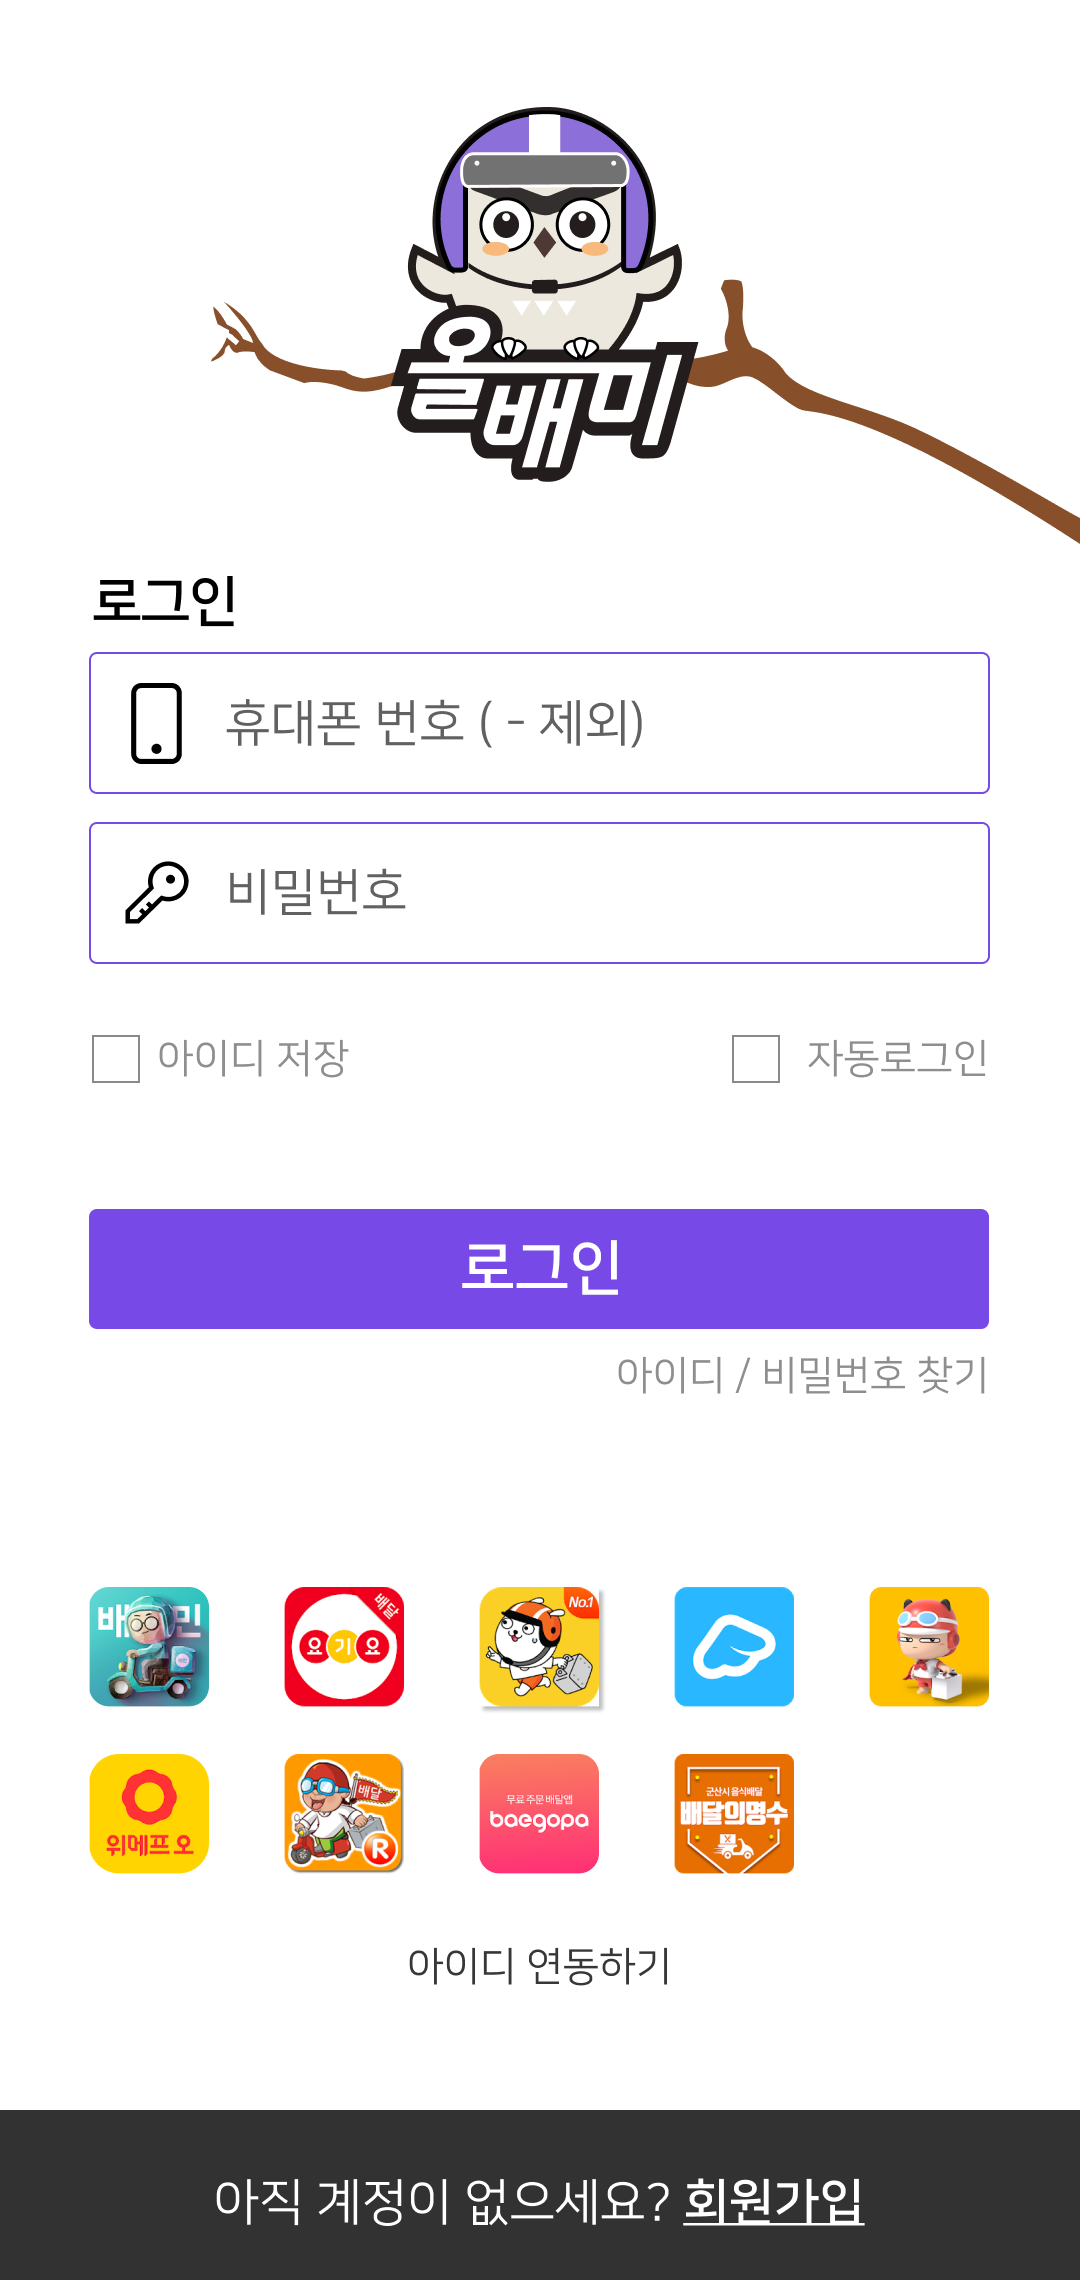 올배미
로그인
휴대폰 번호 ( - 제외)
비밀번호
아이디 저장
자동로그인
로그인
아이디 / 비밀번호 찾기
배민
배달
요기요
No.1
위메프오
배달
R
무료 주문 배달앱
baegopa
군산시 음식배달
배달의명수
아이디 연동하기
아직 계정이 없으세요? 회원가입